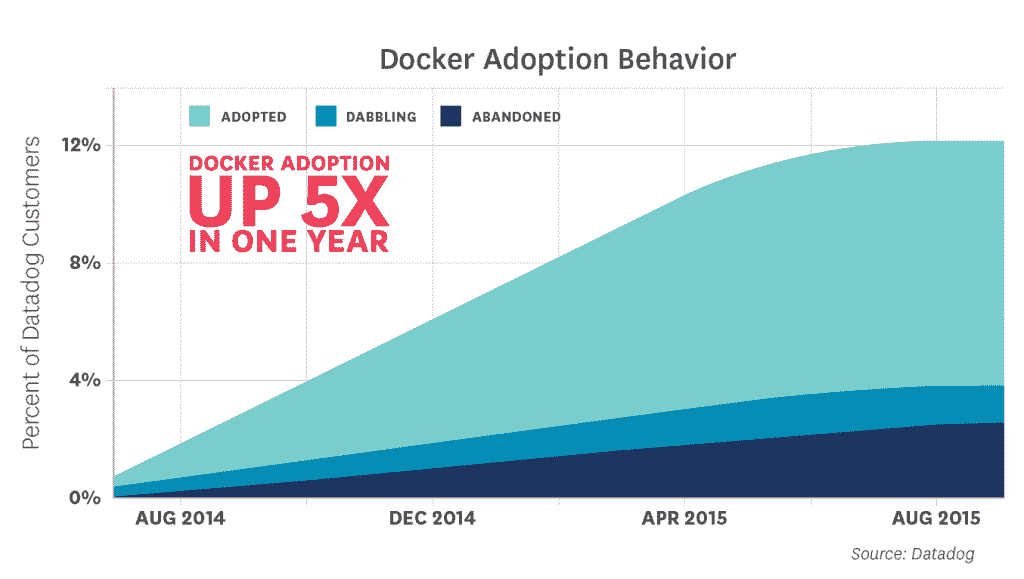 Docker Adoption Behavior
ADOPTED DABBLING ABANDONED
DOCKER ADOPTION
UP 5X
IN ONE YEAR
Percent of Datadog Customers
12%
8%
4%
0%
AUG 2014 DEC 2014 APR 2015 AUG 2015
Source: Datadog